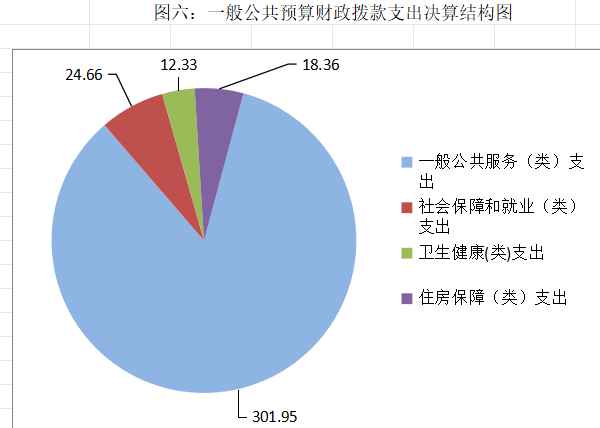 图六：一般公共预算财政拨款支出决算结构图
24.66
12.33
18.36
一般公共服务（类）支
出
社会保障和就业（类）
支出
卫生健康(类)支出
住房保障（类）支出
301.95